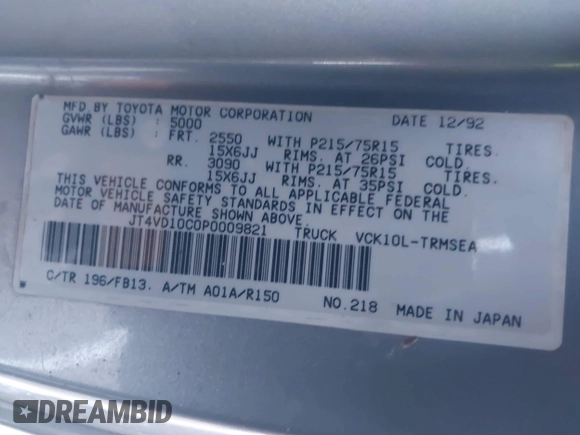 MFD BY TOYOTA MOTOR CORPORATION DATE 12/92
GVWR (LBS) : 5000
GAWR (LBS) : FRT. 2550 WITH P215/75R15 TIRES.
15X6JJ RIMS. AT 26PSI COLD.
RR. 3090 WITH P215/75R15 TIRES.
15X6JJ RIMS. AT 35PSI COLD.
THIS VEHICLE CONFORMS TO ALL APPLICABLE FEDERAL
MOTOR VEHICLE SAFETY STANDARDS IN EFFECT ON THE
DATE OF MANUFACTURE SHOWN ABOVE.
JT4VD10C0P0009821 TRUCK VCK10L-TRMSEA
C/TR 196/FB13. A/TM A01A/R150 NO.218 MADE IN JAPAN
DREAMBID